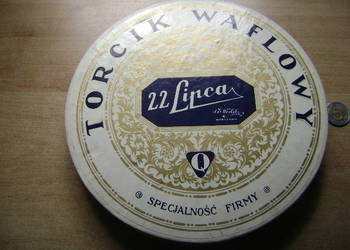 TORCIK WAFLOWY
22 Lipca
Q
SPECJALNOŚĆ FIRMY